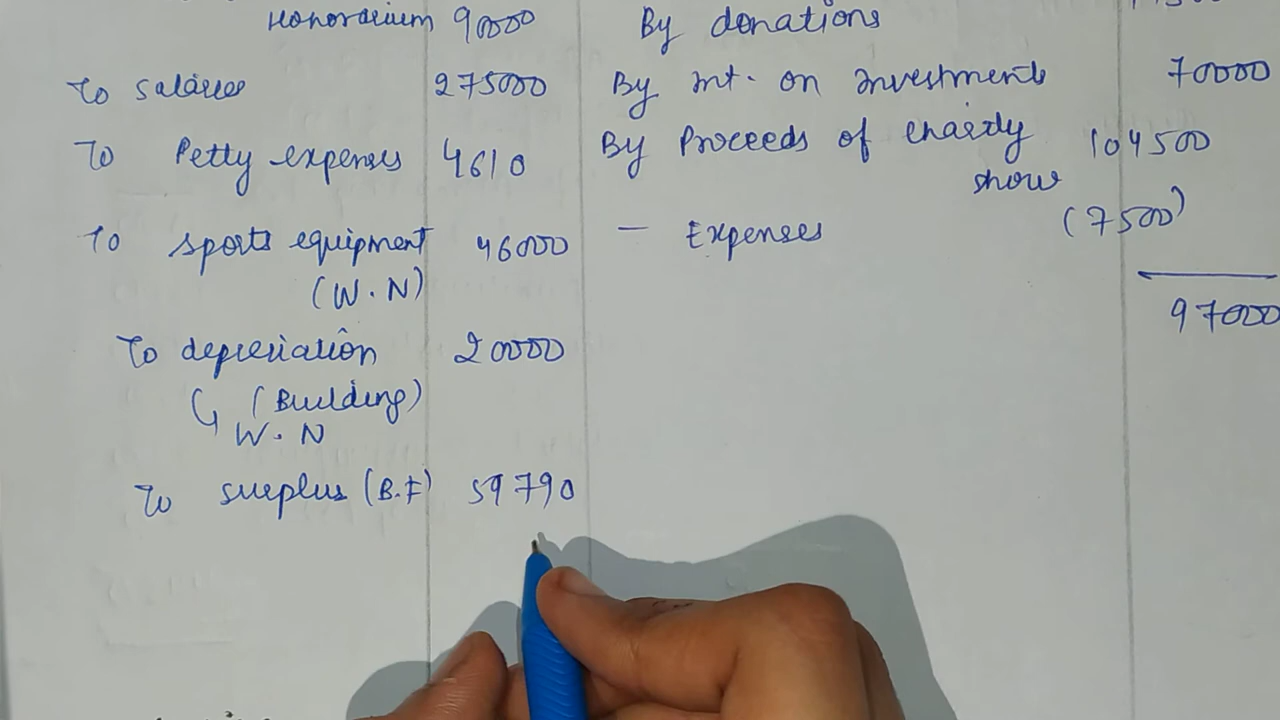 Honorarium 90000 By donations
To salaries 275000 By Int. on Investments 70000
To Petty expenses 4610 By Proceeds of charity show 104500
To sports equipment 46000 - Expenses (7500)
(W.N)
97000
To depreciation 20000
(Building)
W.N
To surplus (B.F) 59790